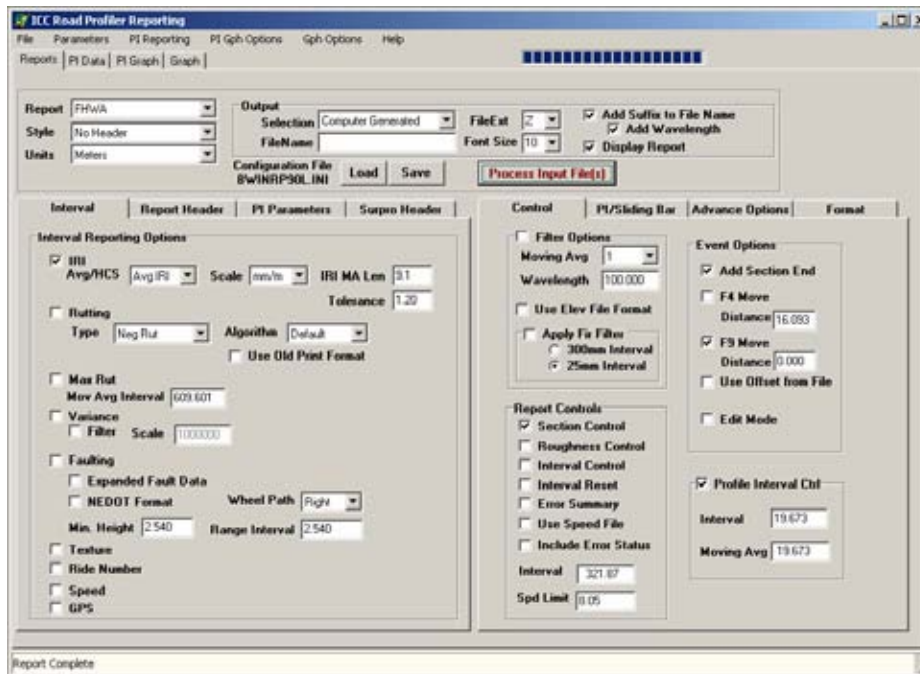 ICC Road Profiler Reporting
File Parameters PI Reporting PI Gph Options Gph Options Help
Reports PI Data PI Graph Graph
Report FHWA
Style No Header
Units Meters
Output
Selection Computer Generated
FileName
FileExt Z
Font Size 10
Add Suffix to File Name
Add Wavelength
Display Report
Configuration File
8WINRP90L.INI
Load Save
Process Input File(s)
Interval Report Header PI Parameters Surpro Header
Interval Reporting Options
IRI
Avg/HCS Avg IRI Scale mm/m IRI MA Len 9.1
Tolerance 1.20
Rutting
Type Neg Rut Algorithm Default
Use Old Print Format
Max Rut
Mov Avg Interval 609.601
Variance
Filter Scale 1000000
Faulting
Expanded Fault Data
NEDOT Format Wheel Path Right
Min. Height 2.540 Range Interval 2.540
Texture
Ride Number
Speed
GPS
Control PI/Sliding Bar Advance Options Format
Filter Options
Moving Avg 1
Wavelength 100.000
Use Elev File Format
Apply Fir Filter
300mm Interval
25mm Interval
Report Controls
Section Control
Roughness Control
Interval Control
Interval Reset
Error Summary
Use Speed File
Include Error Status
Interval 321.87
Spd Limit 8.05
Event Options
Add Section End
F4 Move
Distance 16.093
F9 Move
Distance 0.000
Use Offset from File
Edit Mode
Profile Interval Ctrl
Interval 19.673
Moving Avg 19.673
Report Complete